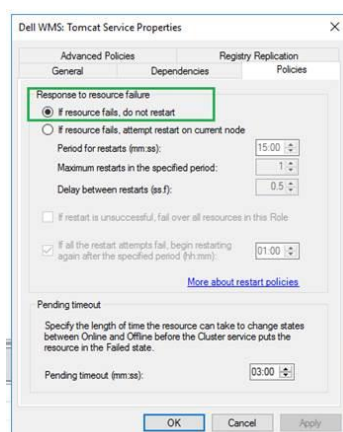 Dell WMS: Tomcat Service Properties
Advanced Policies
Registry Replication
General
Dependencies
Policies
Response to resource failure
If resource fails, do not restart
If resource fails, attempt restart on current node
Period for restarts (mm:ss):
15:00
Maximum restarts in the specified period:
1
Delay between restarts (ss.f):
0.5
If restart is unsuccessful, fail over all resources in this Role
If all the restart attempts fail, begin restarting
again after the specified period (hh:mm):
01:00
More about restart policies
Pending timeout
Specify the length of time the resource can take to change states
between Online and Offline before the Cluster service puts the
resource in the Failed state.
Pending timeout (mm:ss):
03:00
OK
Cancel
Apply